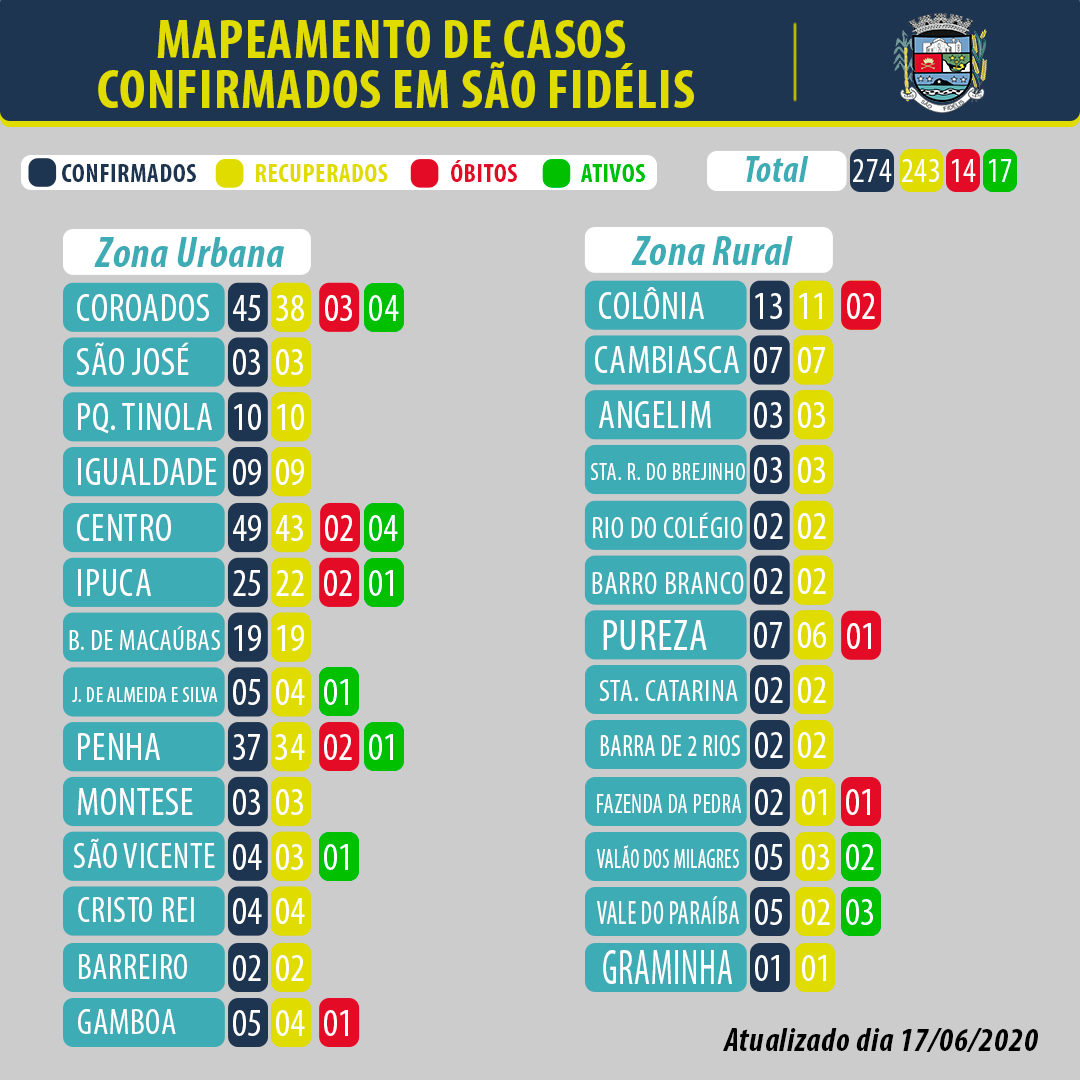 MAPEAMENTO DE CASOS
CONFIRMADOS EM SÃO FIDÉLIS
SÃO FIDÉLIS
CONFIRMADOS RECUPERADOS ÓBITOS ATIVOS
Total 274 243 14 17
Zona Urbana
COROADOS 45 38 03 04
SÃO JOSÉ 03 03
PQ. TINOLA 10 10
IGUALDADE 09 09
CENTRO 49 43 02 04
IPUCA 25 22 02 01
B. DE MACAÚBAS 19 19
J. DE ALMEIDA E SILVA 05 04 01
PENHA 37 34 02 01
MONTESE 03 03
SÃO VICENTE 04 03 01
CRISTO REI 04 04
BARREIRO 02 02
GAMBOA 05 04 01
Zona Rural
COLÔNIA 13 11 02
CAMBIASCA 07 07
ANGELIM 03 03
STA. R. DO BREJINHO 03 03
RIO DO COLÉGIO 02 02
BARRO BRANCO 02 02
PUREZA 07 06 01
STA. CATARINA 02 02
BARRA DE 2 RIOS 02 02
FAZENDA DA PEDRA 02 01 01
VALÃO DOS MILAGRES 05 03 02
VALE DO PARAÍBA 05 02 03
GRAMINHA 01 01
Atualizado dia 17/06/2020